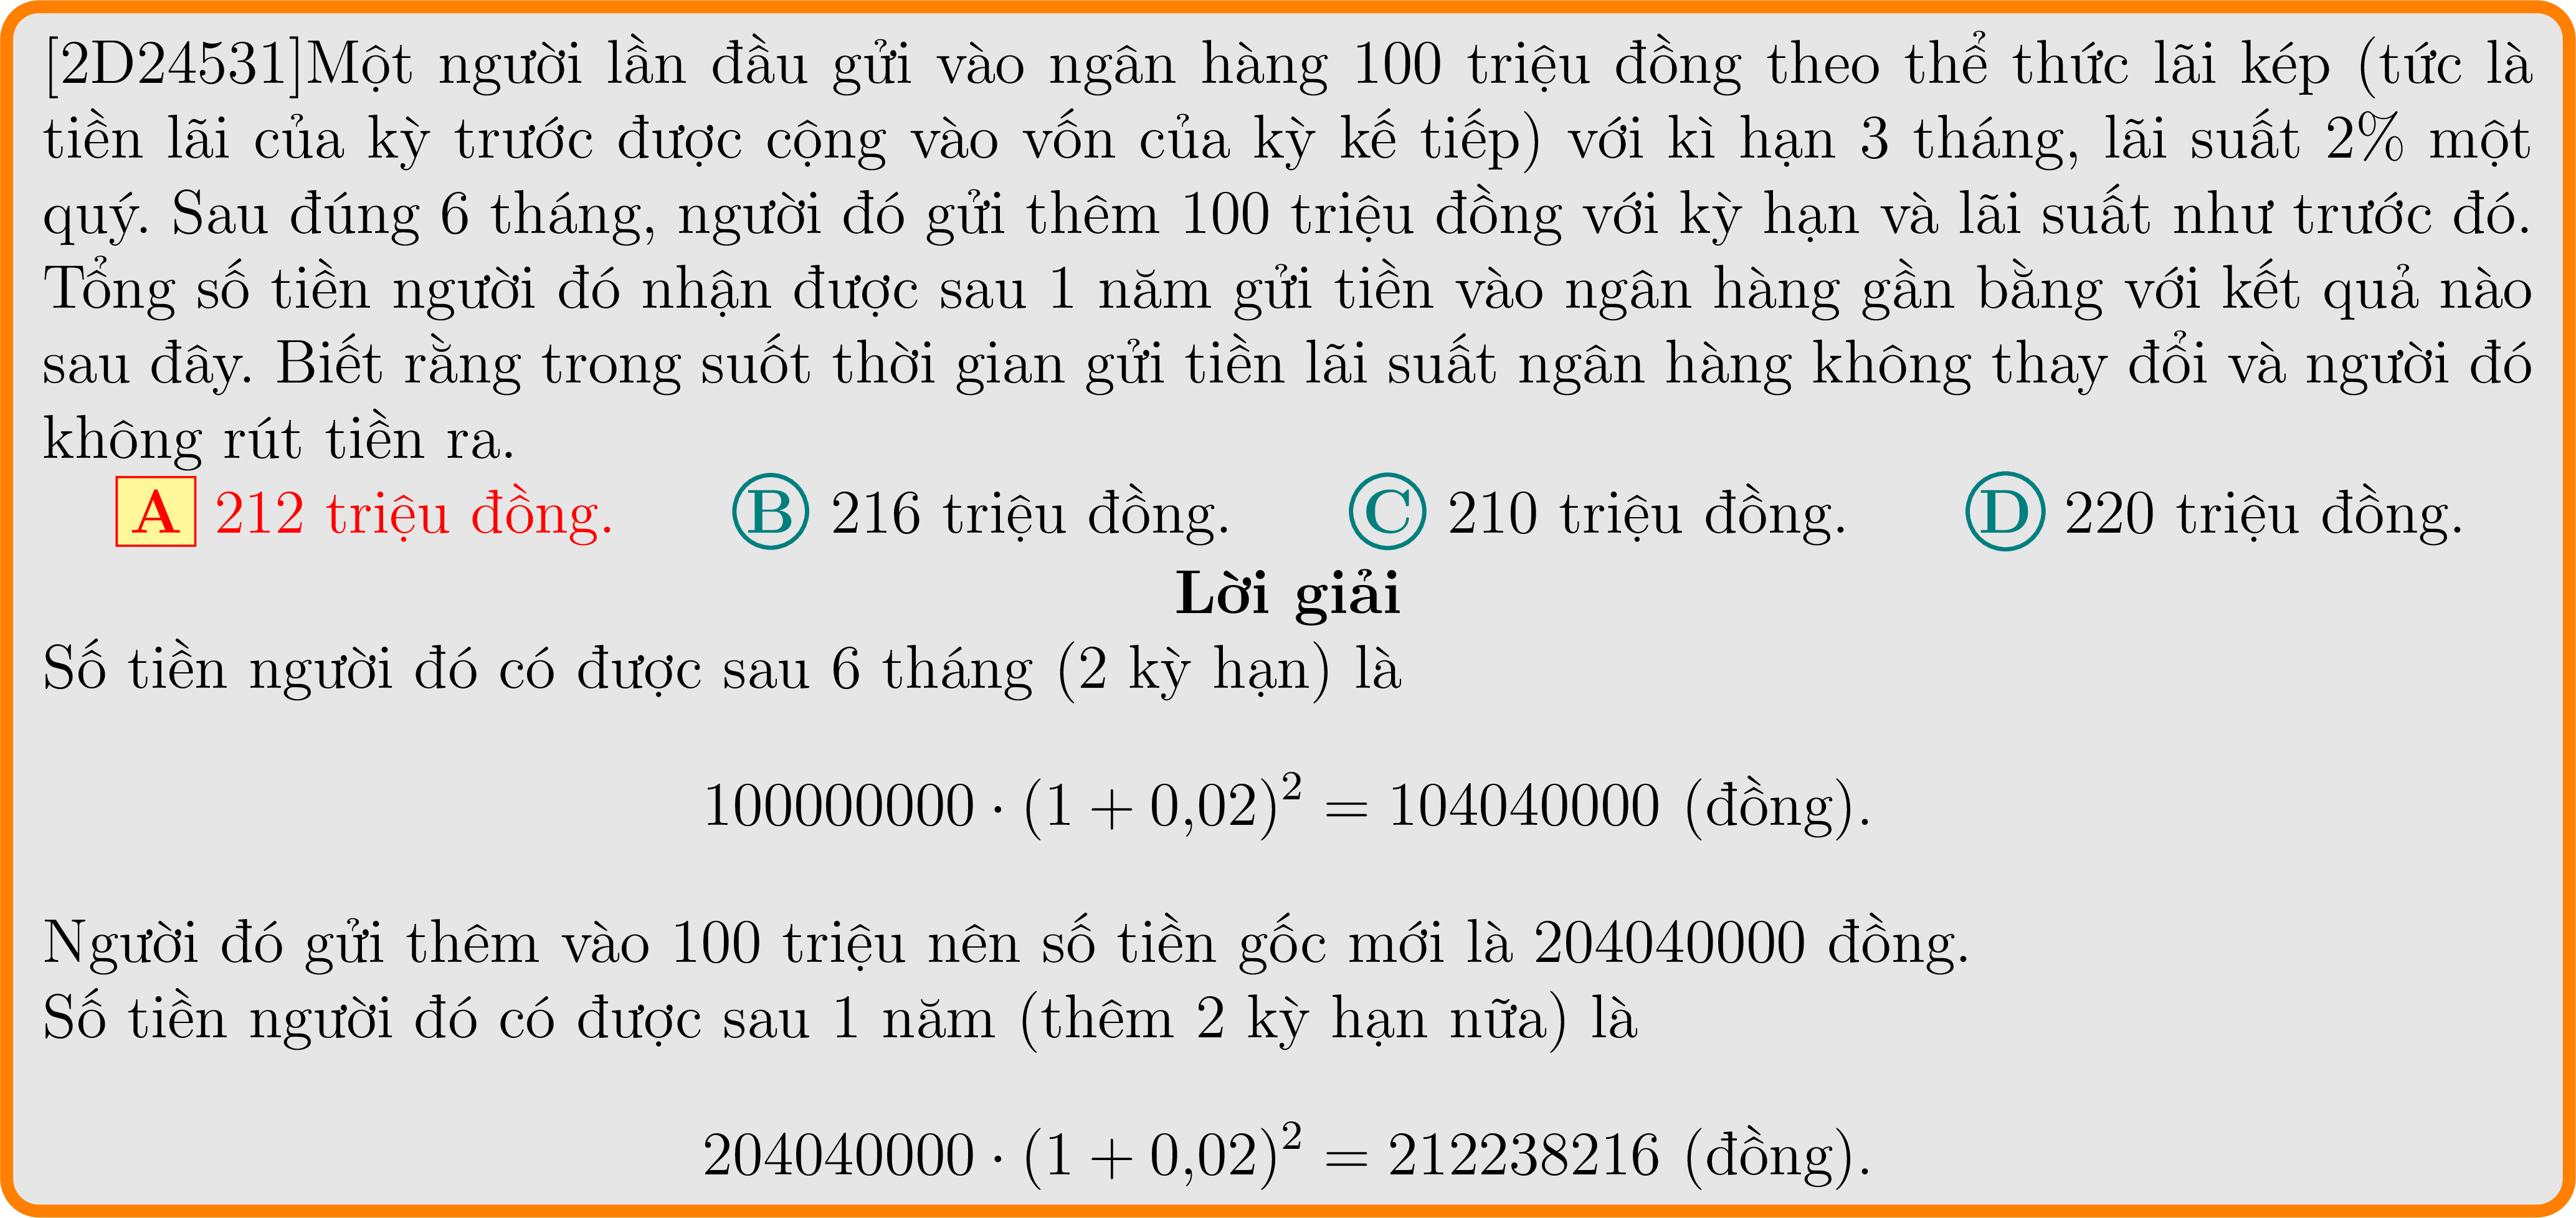 [2D24531]Một người lần đầu gửi vào ngân hàng 100 triệu đồng theo thể thức lãi kép (tức là
tiền lãi của kỳ trước được cộng vào vốn của kỳ kế tiếp) với kì hạn 3 tháng, lãi suất 2% một
quý. Sau đúng 6 tháng, người đó gửi thêm 100 triệu đồng với kỳ hạn và lãi suất như trước đó.
Tổng số tiền người đó nhận được sau 1 năm gửi tiền vào ngân hàng gần bằng với kết quả nào
sau đây. Biết rằng trong suốt thời gian gửi tiền lãi suất ngân hàng không thay đổi và người đó
không rút tiền ra.
A 212 triệu đồng. B 216 triệu đồng. C 210 triệu đồng. D 220 triệu đồng.
Lời giải
Số tiền người đó có được sau 6 tháng (2 kỳ hạn) là
100000000 · (1 + 0,02)² = 104040000 (đồng).
Người đó gửi thêm vào 100 triệu nên số tiền gốc mới là 204040000 đồng.
Số tiền người đó có được sau 1 năm (thêm 2 kỳ hạn nữa) là
204040000 · (1 + 0,02)² = 212238216 (đồng).